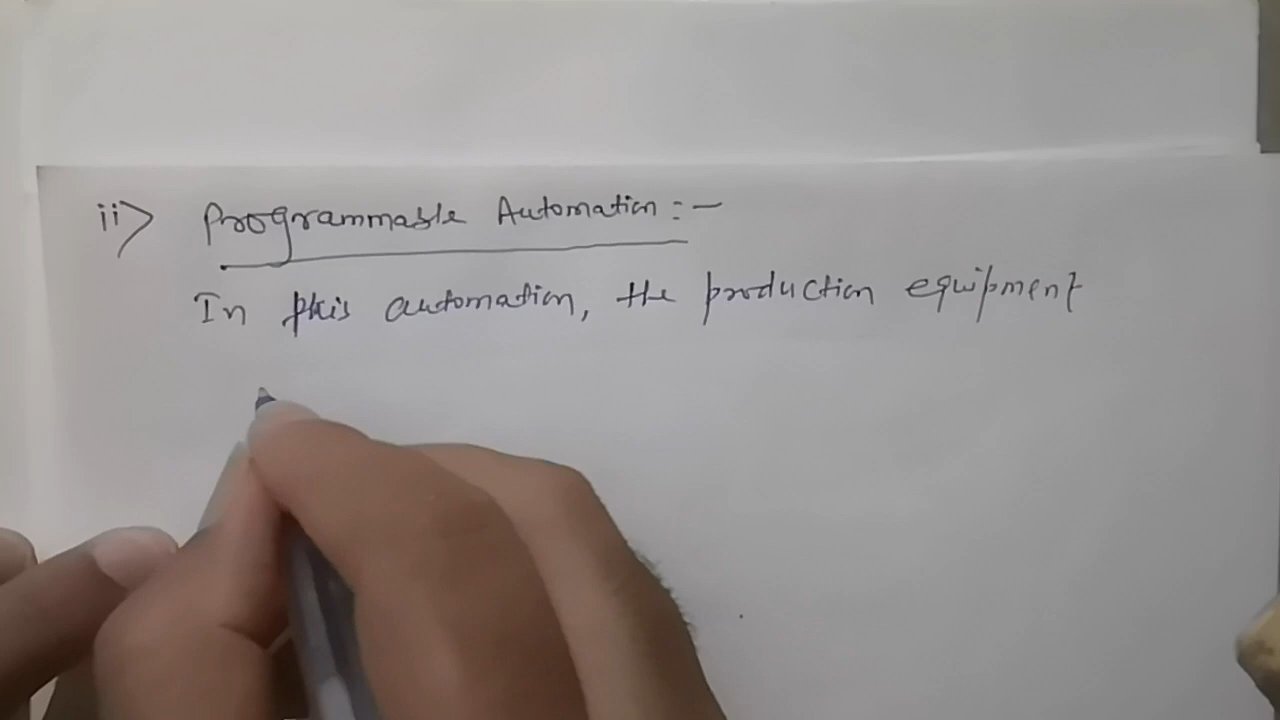 ii> Programmable Automation :-
In this automation, the production equipment